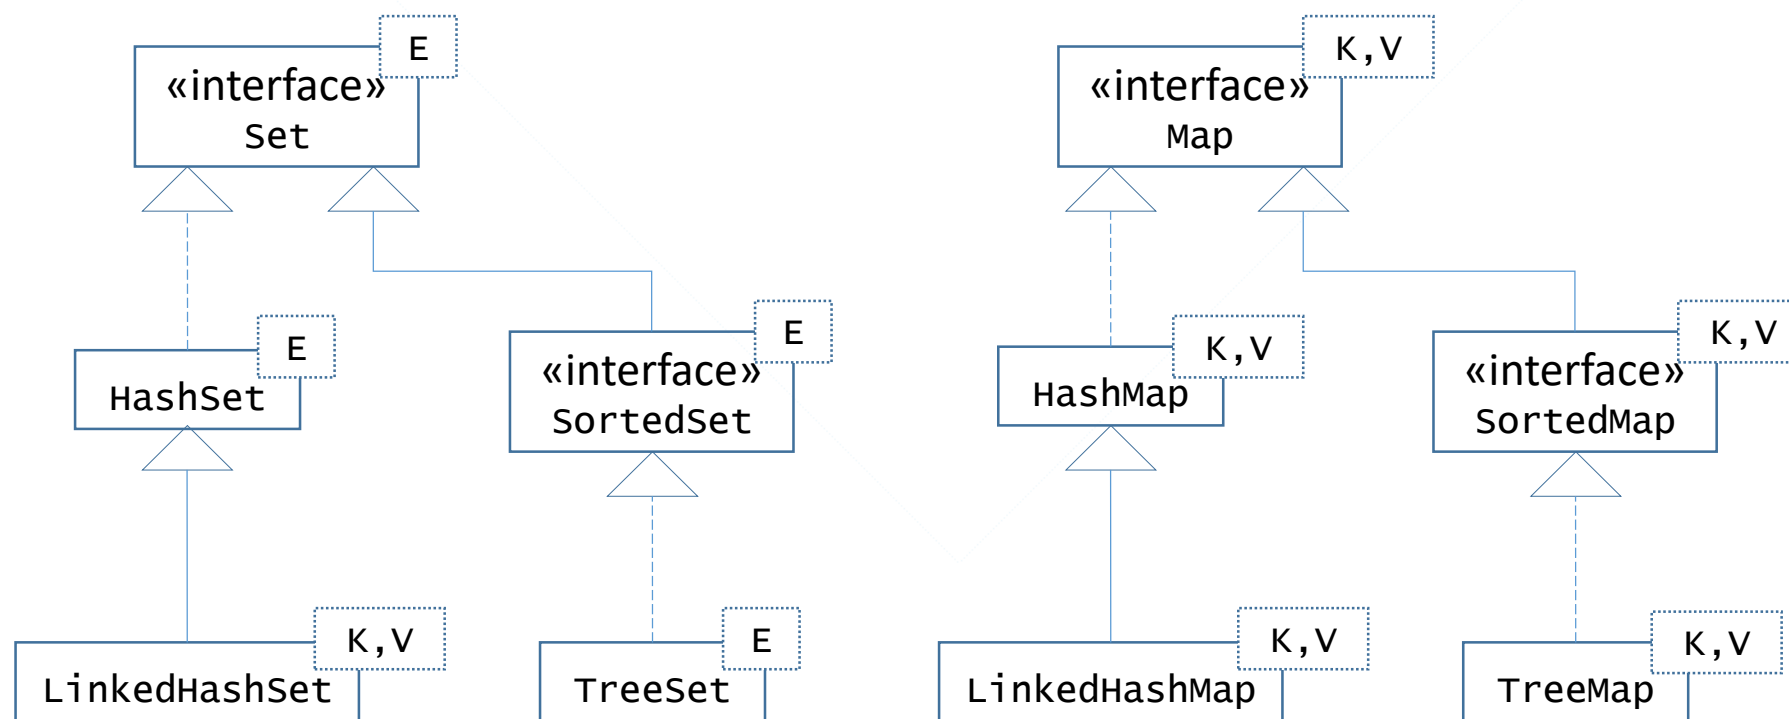 E
«interface»
Set
K,V
«interface»
Map
E
HashSet
E
«interface»
SortedSet
K,V
HashMap
K,V
«interface»
SortedMap
K,V
LinkedHashSet
E
TreeSet
K,V
LinkedHashMap
K,V
TreeMap